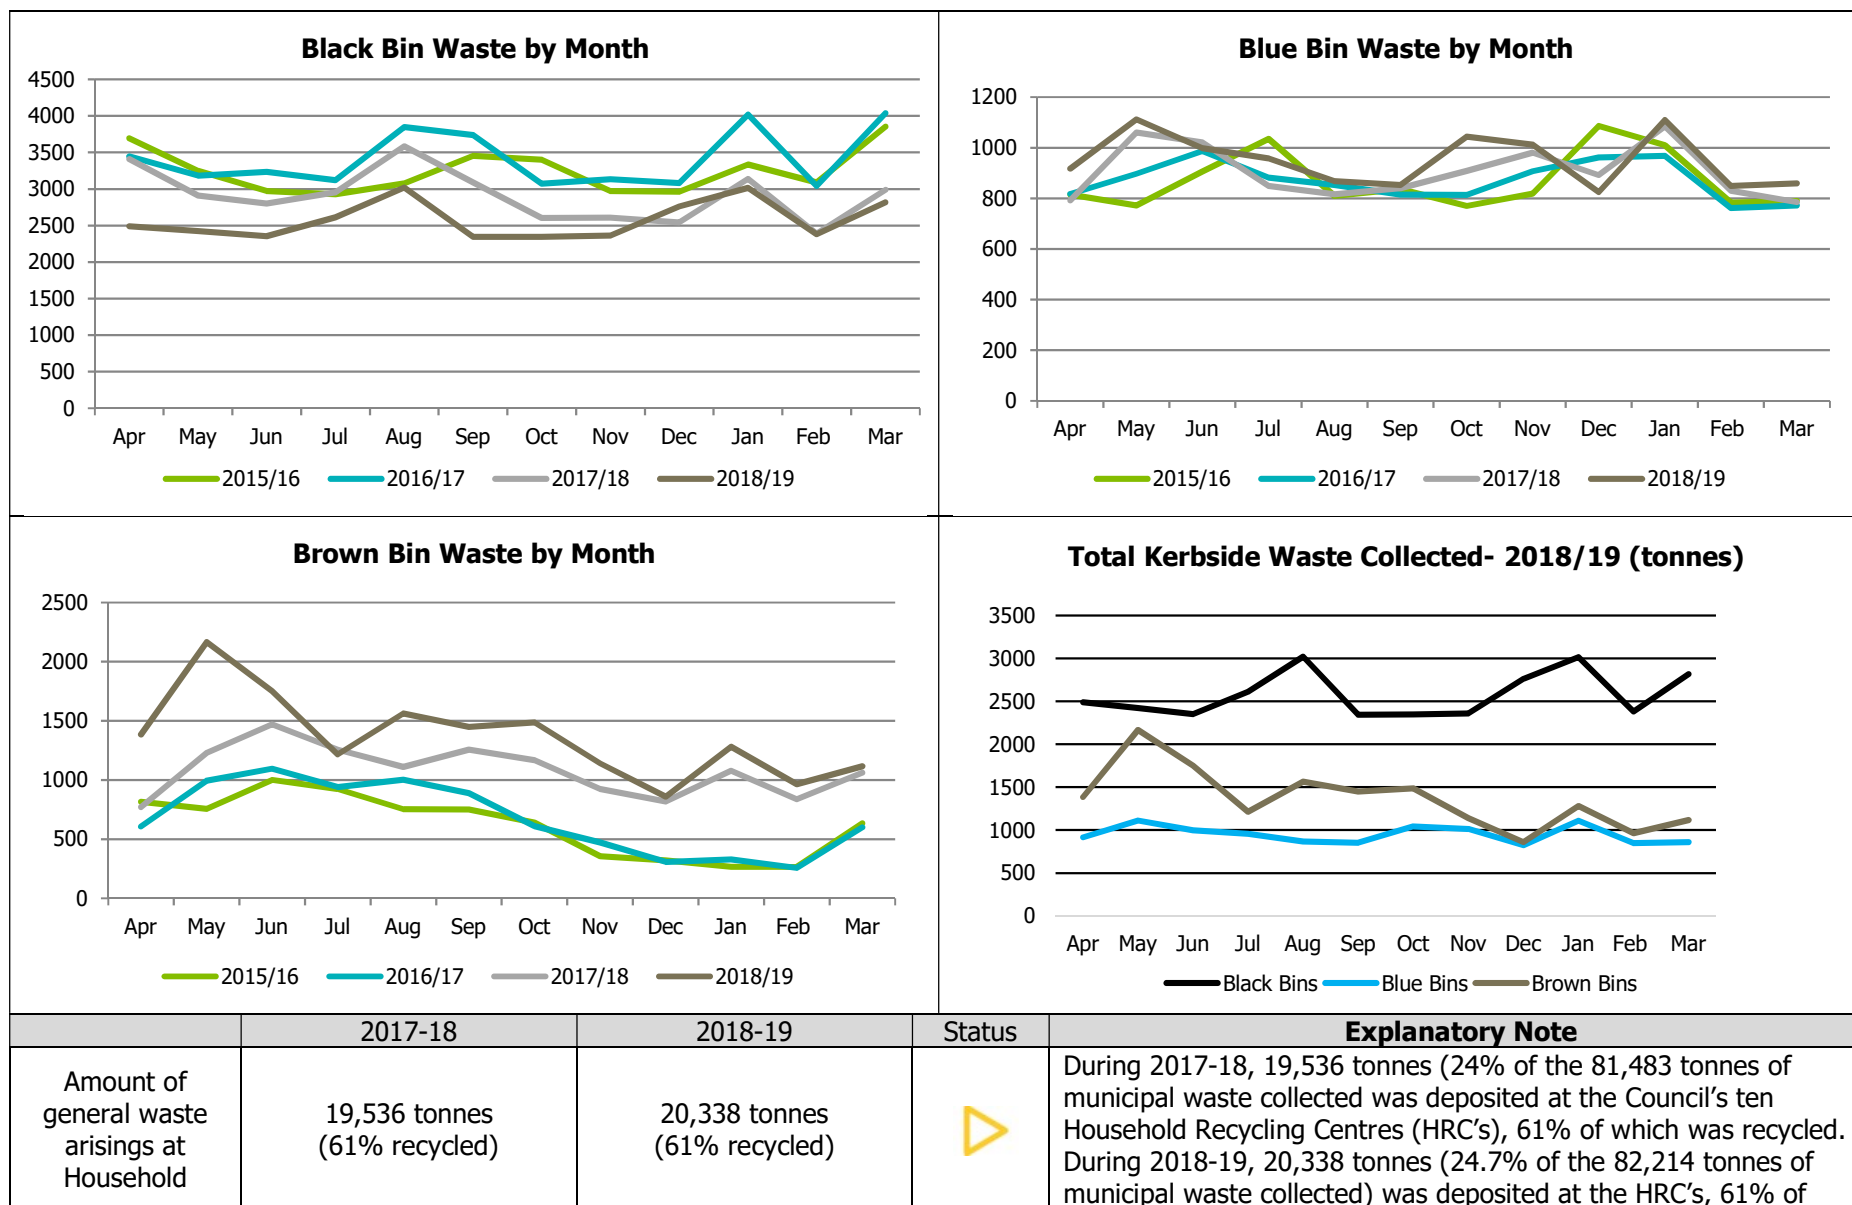 Black Bin Waste by Month
4500
4000
3500
3000
2500
2000
1500
1000
500
0
Apr May Jun Jul Aug Sep Oct Nov Dec Jan Feb Mar
2015/16 2016/17 2017/18 2018/19
Blue Bin Waste by Month
1200
1000
800
600
400
200
0
Apr May Jun Jul Aug Sep Oct Nov Dec Jan Feb Mar
2015/16 2016/17 2017/18 2018/19
Brown Bin Waste by Month
2500
2000
1500
1000
500
0
Apr May Jun Jul Aug Sep Oct Nov Dec Jan Feb Mar
2015/16 2016/17 2017/18 2018/19
Total Kerbside Waste Collected- 2018/19 (tonnes)
3500
3000
2500
2000
1500
1000
500
0
Apr May Jun Jul Aug Sep Oct Nov Dec Jan Feb Mar
Black Bins Blue Bins Brown Bins
2017-18 2018-19 Status Explanatory Note
Amount of
general waste
arisings at
Household
19,536 tonnes
(61% recycled)
20,338 tonnes
(61% recycled)
During 2017-18, 19,536 tonnes (24% of the 81,483 tonnes of
municipal waste collected was deposited at the Council's ten
Household Recycling Centres (HRC's), 61% of which was recycled.
During 2018-19, 20,338 tonnes (24.7% of the 82,214 tonnes of
municipal waste collected) was deposited at the HRC's, 61% of